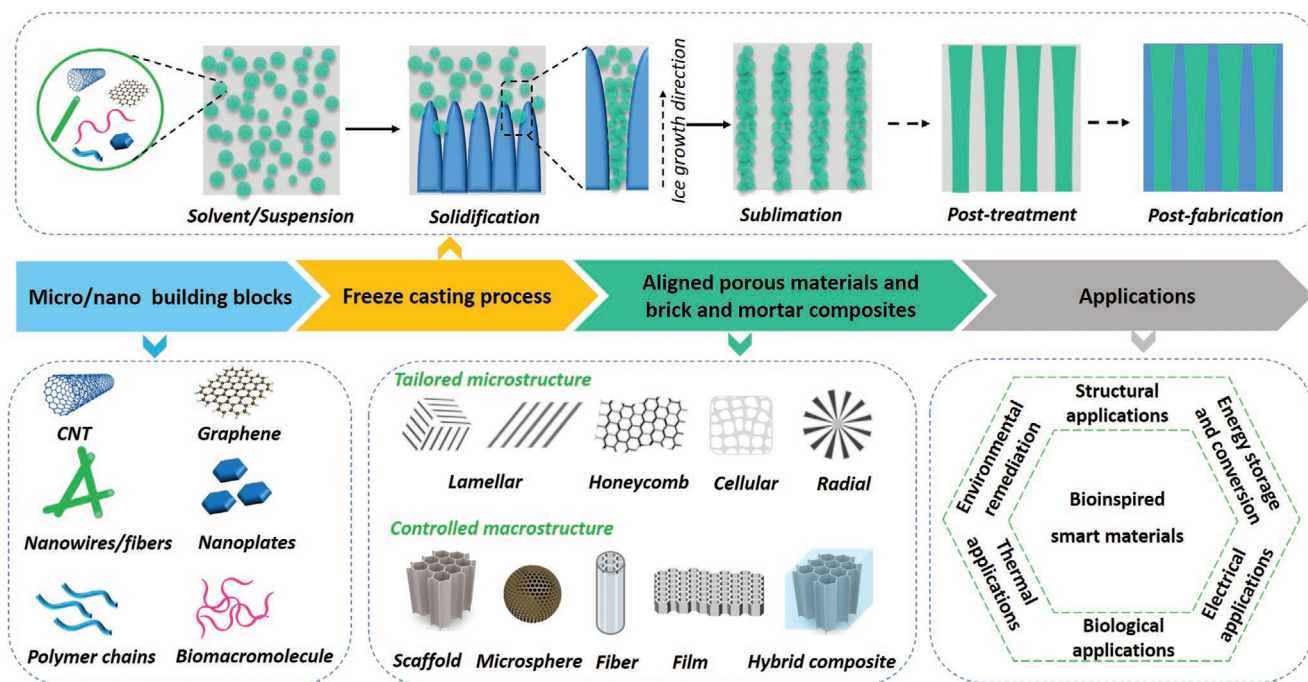 Ice growth direction
Solvent/Suspension
Solidification
Sublimation
Post-treatment
Post-fabrication
Micro/nano building blocks
Freeze casting process
Aligned porous materials and
brick and mortar composites
Applications
CNT
Graphene
Nanowires/fibers
Nanoplates
Polymer chains
Biomacromolecule
Tailored microstructure
Lamellar
Honeycomb
Cellular
Radial
Controlled macrostructure
Scaffold
Microsphere
Fiber
Film
Hybrid composite
Structural
applications
Energy storage
and conversion
Electrical
applications
Biological
applications
Thermal
applications
Environmental
remediation
Bioinspired
smart materials